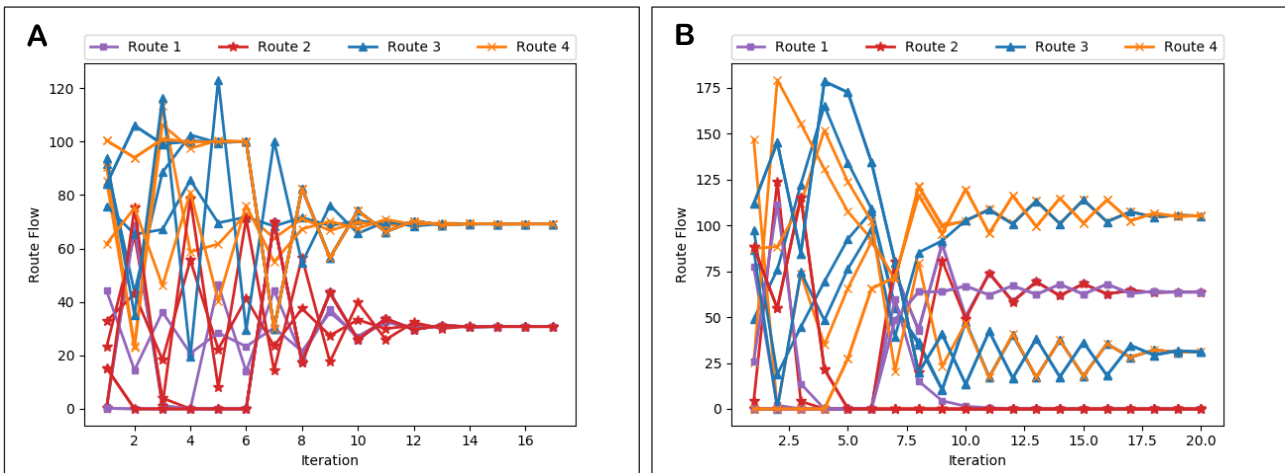 A
Route 1 Route 2 Route 3 Route 4
120
100
80
60
40
20
0
Route Flow
2 4 6 8 10 12 14 16
Iteration
B
Route 1 Route 2 Route 3 Route 4
175
150
125
100
75
50
25
0
Route Flow
2.5 5.0 7.5 10.0 12.5 15.0 17.5 20.0
Iteration